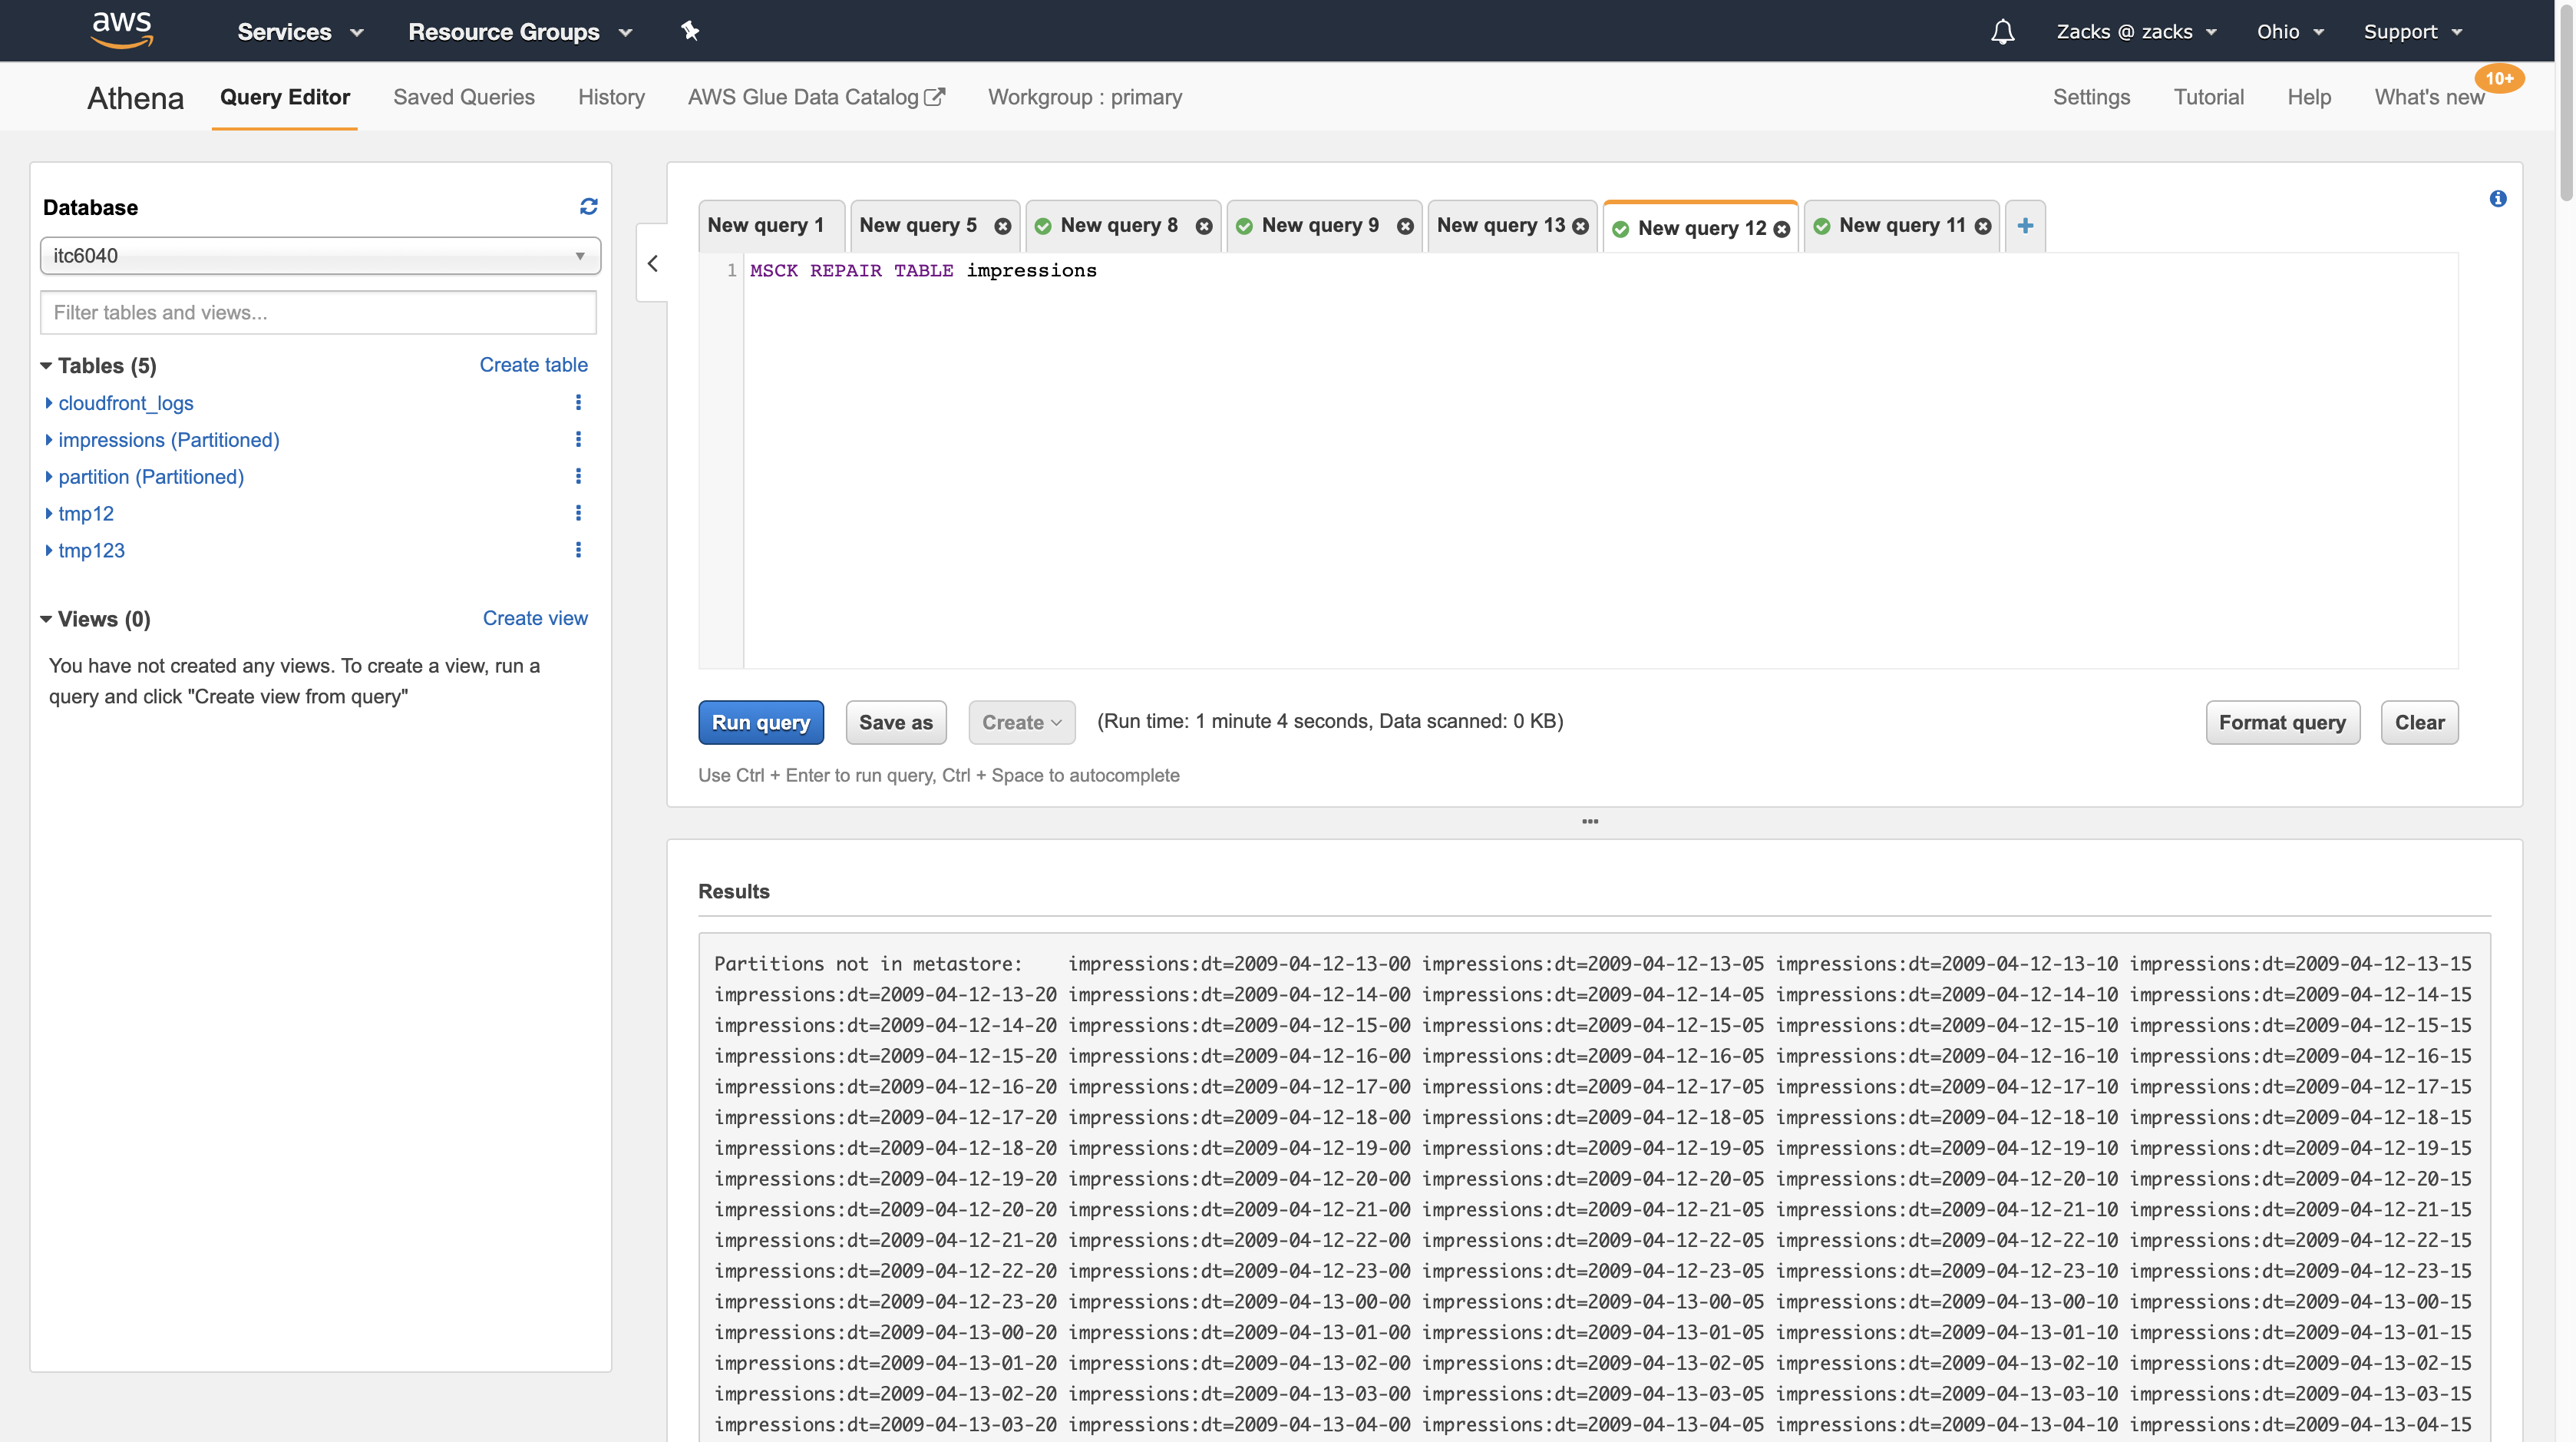 aws Services Resource Groups Zacks @ zacks Ohio Support
Athena Query Editor Saved Queries History AWS Glue Data Catalog Workgroup : primary Settings Tutorial Help What's new 10+
Database
itc6040
Filter tables and views...
Tables (5) Create table
cloudfront_logs
impressions (Partitioned)
partition (Partitioned)
tmp12
tmp123
Views (0) Create view
You have not created any views. To create a view, run a
query and click "Create view from query"
New query 1 New query 5 New query 8 New query 9 New query 13 New query 12 New query 11
1 MSCK REPAIR TABLE impressions
Run query Save as Create (Run time: 1 minute 4 seconds, Data scanned: 0 KB) Format query Clear
Use Ctrl + Enter to run query, Ctrl + Space to autocomplete
Results
Partitions not in metastore: impressions:dt=2009-04-12-13-00 impressions:dt=2009-04-12-13-05 impressions:dt=2009-04-12-13-10 impressions:dt=2009-04-12-13-15
impressions:dt=2009-04-12-13-20 impressions:dt=2009-04-12-14-00 impressions:dt=2009-04-12-14-05 impressions:dt=2009-04-12-14-10 impressions:dt=2009-04-12-14-15
impressions:dt=2009-04-12-14-20 impressions:dt=2009-04-12-15-00 impressions:dt=2009-04-12-15-05 impressions:dt=2009-04-12-15-10 impressions:dt=2009-04-12-15-15
impressions:dt=2009-04-12-15-20 impressions:dt=2009-04-12-16-00 impressions:dt=2009-04-12-16-05 impressions:dt=2009-04-12-16-10 impressions:dt=2009-04-12-16-15
impressions:dt=2009-04-12-16-20 impressions:dt=2009-04-12-17-00 impressions:dt=2009-04-12-17-05 impressions:dt=2009-04-12-17-10 impressions:dt=2009-04-12-17-15
impressions:dt=2009-04-12-17-20 impressions:dt=2009-04-12-18-00 impressions:dt=2009-04-12-18-05 impressions:dt=2009-04-12-18-10 impressions:dt=2009-04-12-18-15
impressions:dt=2009-04-12-18-20 impressions:dt=2009-04-12-19-00 impressions:dt=2009-04-12-19-05 impressions:dt=2009-04-12-19-10 impressions:dt=2009-04-12-19-15
impressions:dt=2009-04-12-19-20 impressions:dt=2009-04-12-20-00 impressions:dt=2009-04-12-20-05 impressions:dt=2009-04-12-20-10 impressions:dt=2009-04-12-20-15
impressions:dt=2009-04-12-20-20 impressions:dt=2009-04-12-21-00 impressions:dt=2009-04-12-21-05 impressions:dt=2009-04-12-21-10 impressions:dt=2009-04-12-21-15
impressions:dt=2009-04-12-21-20 impressions:dt=2009-04-12-22-00 impressions:dt=2009-04-12-22-05 impressions:dt=2009-04-12-22-10 impressions:dt=2009-04-12-22-15
impressions:dt=2009-04-12-22-20 impressions:dt=2009-04-12-23-00 impressions:dt=2009-04-12-23-05 impressions:dt=2009-04-12-23-10 impressions:dt=2009-04-12-23-15
impressions:dt=2009-04-12-23-20 impressions:dt=2009-04-13-00-00 impressions:dt=2009-04-13-00-05 impressions:dt=2009-04-13-00-10 impressions:dt=2009-04-13-00-15
impressions:dt=2009-04-13-00-20 impressions:dt=2009-04-13-01-00 impressions:dt=2009-04-13-01-05 impressions:dt=2009-04-13-01-10 impressions:dt=2009-04-13-01-15
impressions:dt=2009-04-13-01-20 impressions:dt=2009-04-13-02-00 impressions:dt=2009-04-13-02-05 impressions:dt=2009-04-13-02-10 impressions:dt=2009-04-13-02-15
impressions:dt=2009-04-13-02-20 impressions:dt=2009-04-13-03-00 impressions:dt=2009-04-13-03-05 impressions:dt=2009-04-13-03-10 impressions:dt=2009-04-13-03-15
impressions:dt=2009-04-13-03-20 impressions:dt=2009-04-13-04-00 impressions:dt=2009-04-13-04-05 impressions:dt=2009-04-13-04-10 impressions:dt=2009-04-13-04-15